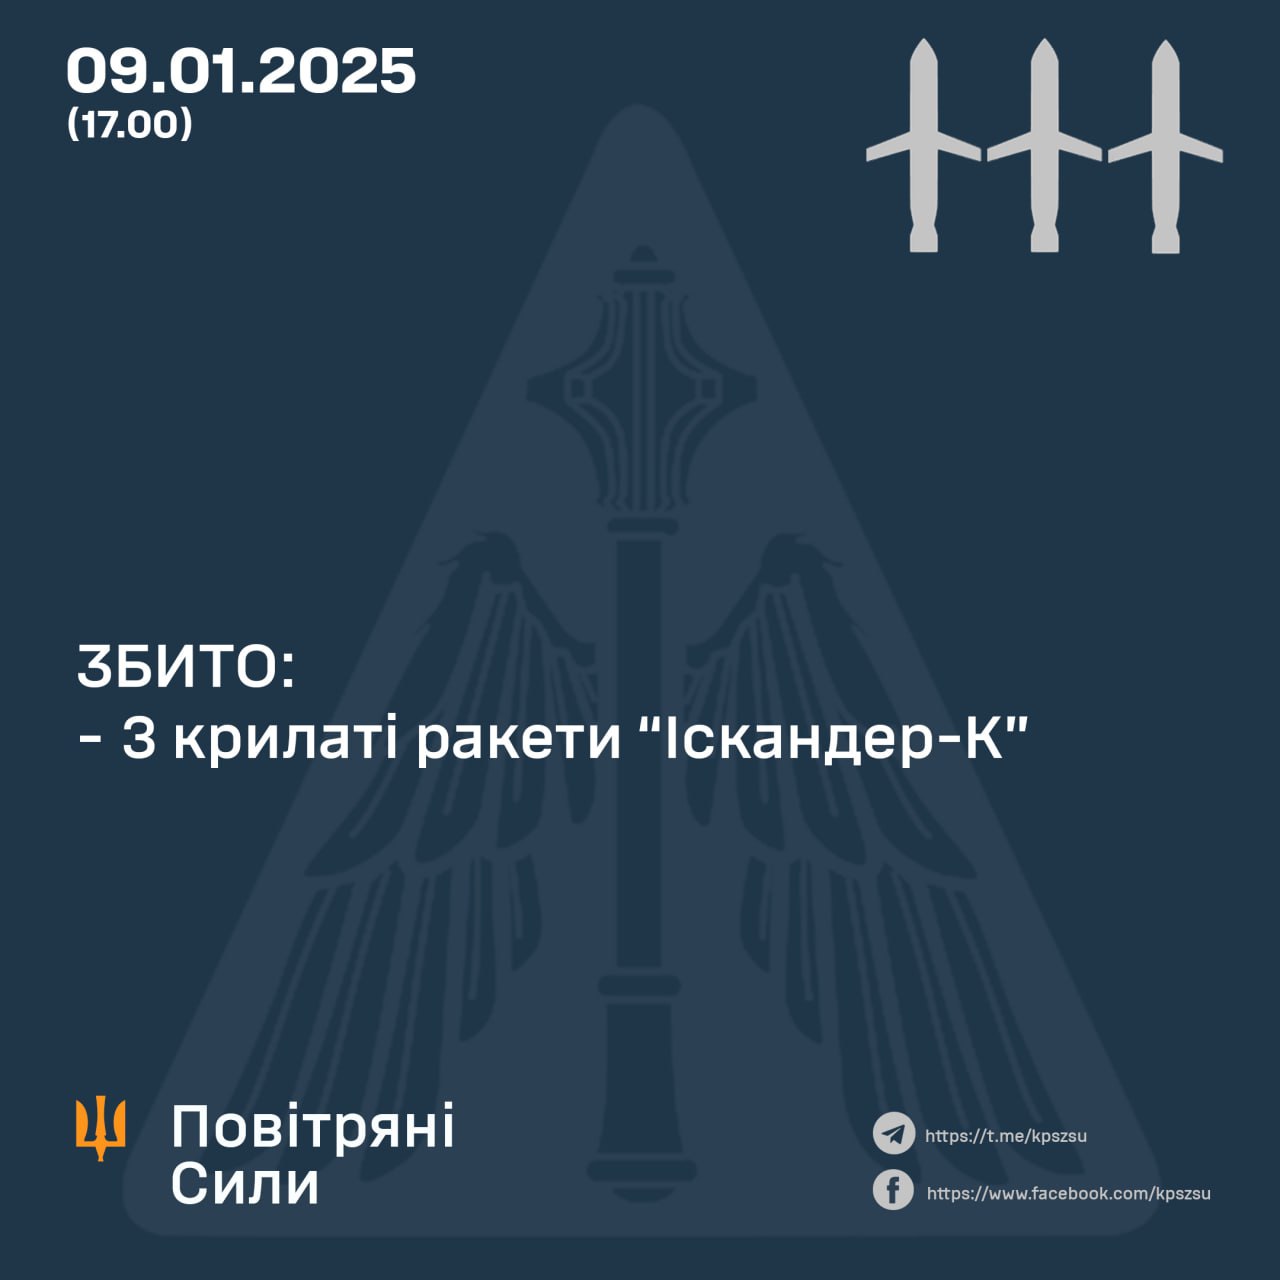 09.01.2025
(17.00)
ЗБИТО:
- 3 крилаті ракети “Іскандер-К”
Повітряні
Сили
https://t.me/kpszsu
https://www.facebook.com/kpszsu